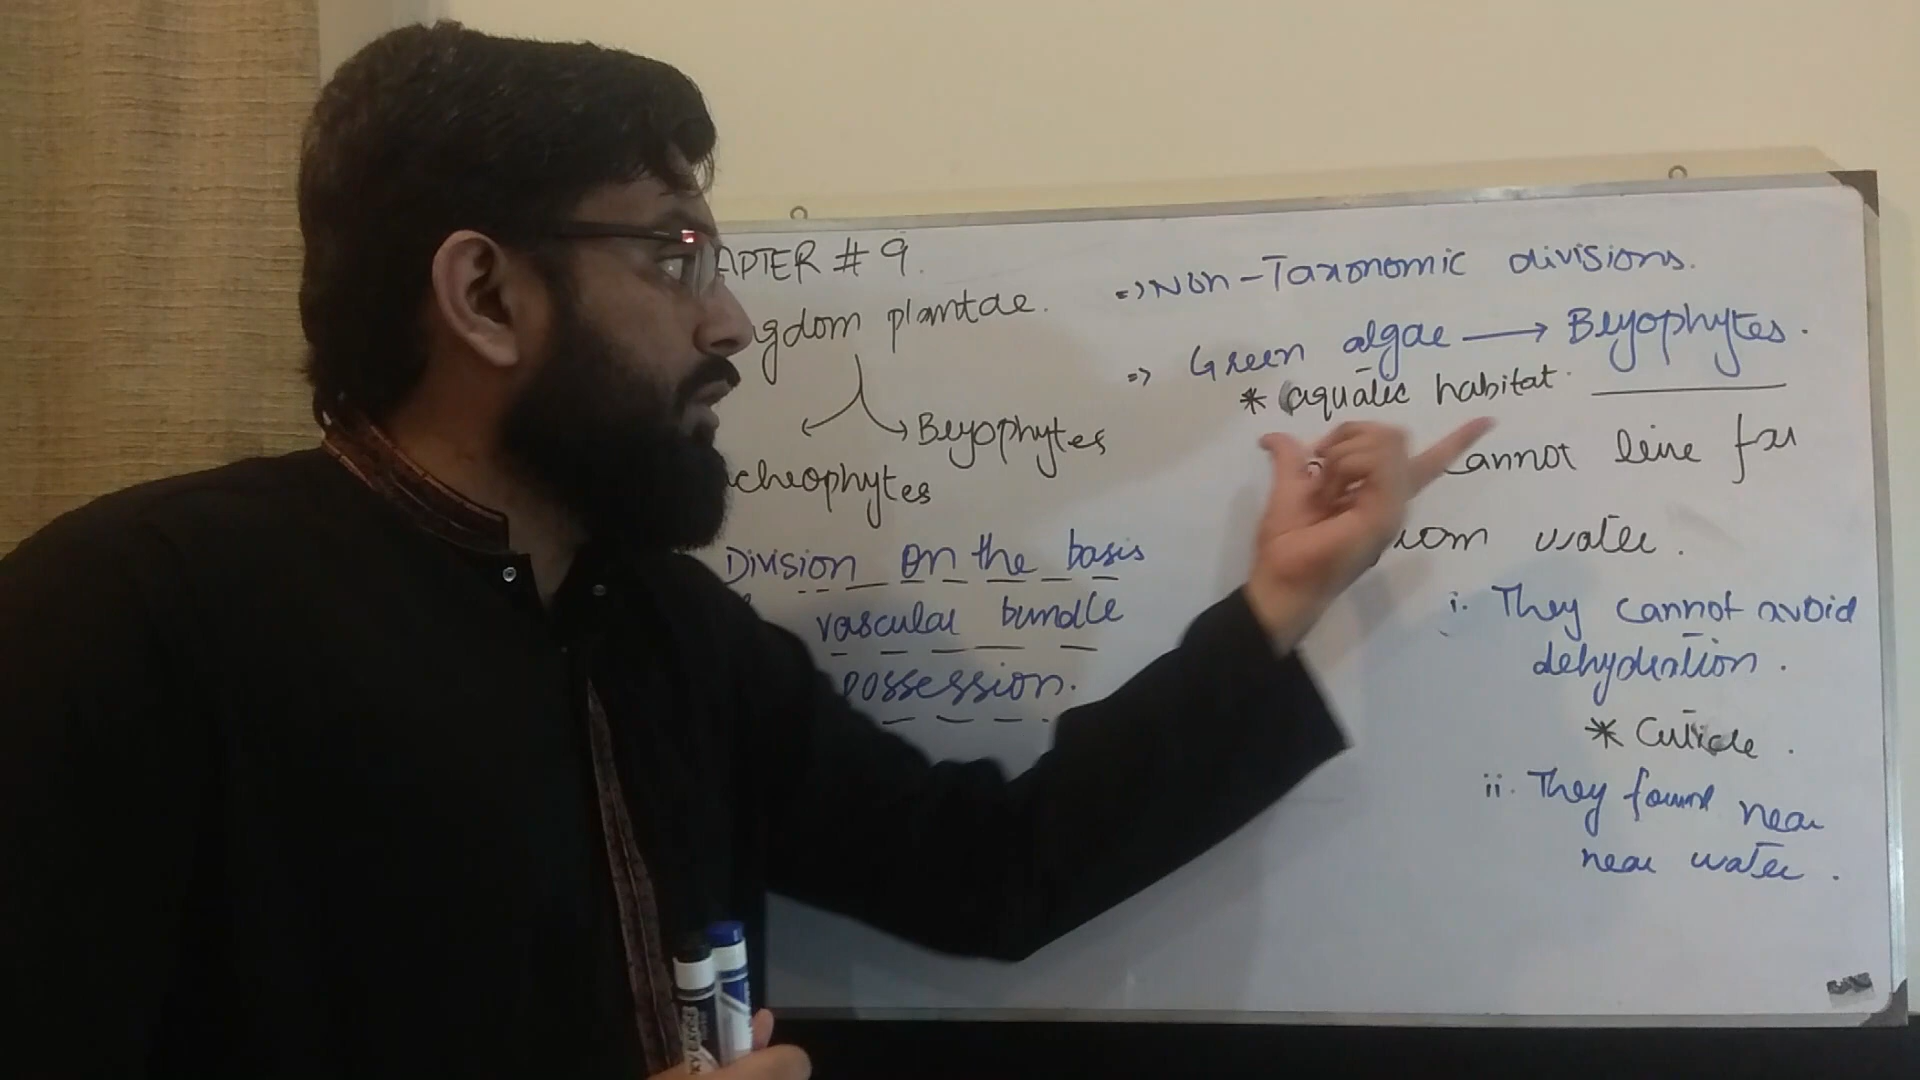 APTER # 9.
gdom plantae.
Bryophytes
cheophytes
Division on the basis
vascular bundle
possession.
=> Non-Taxonomic divisions.
=> Green algae → Bryophytes.
* aquatic habitat.
Cannot live far
rom water.
i. They cannot avoid
dehydration.
* Cuticle.
ii. They found near
near water.